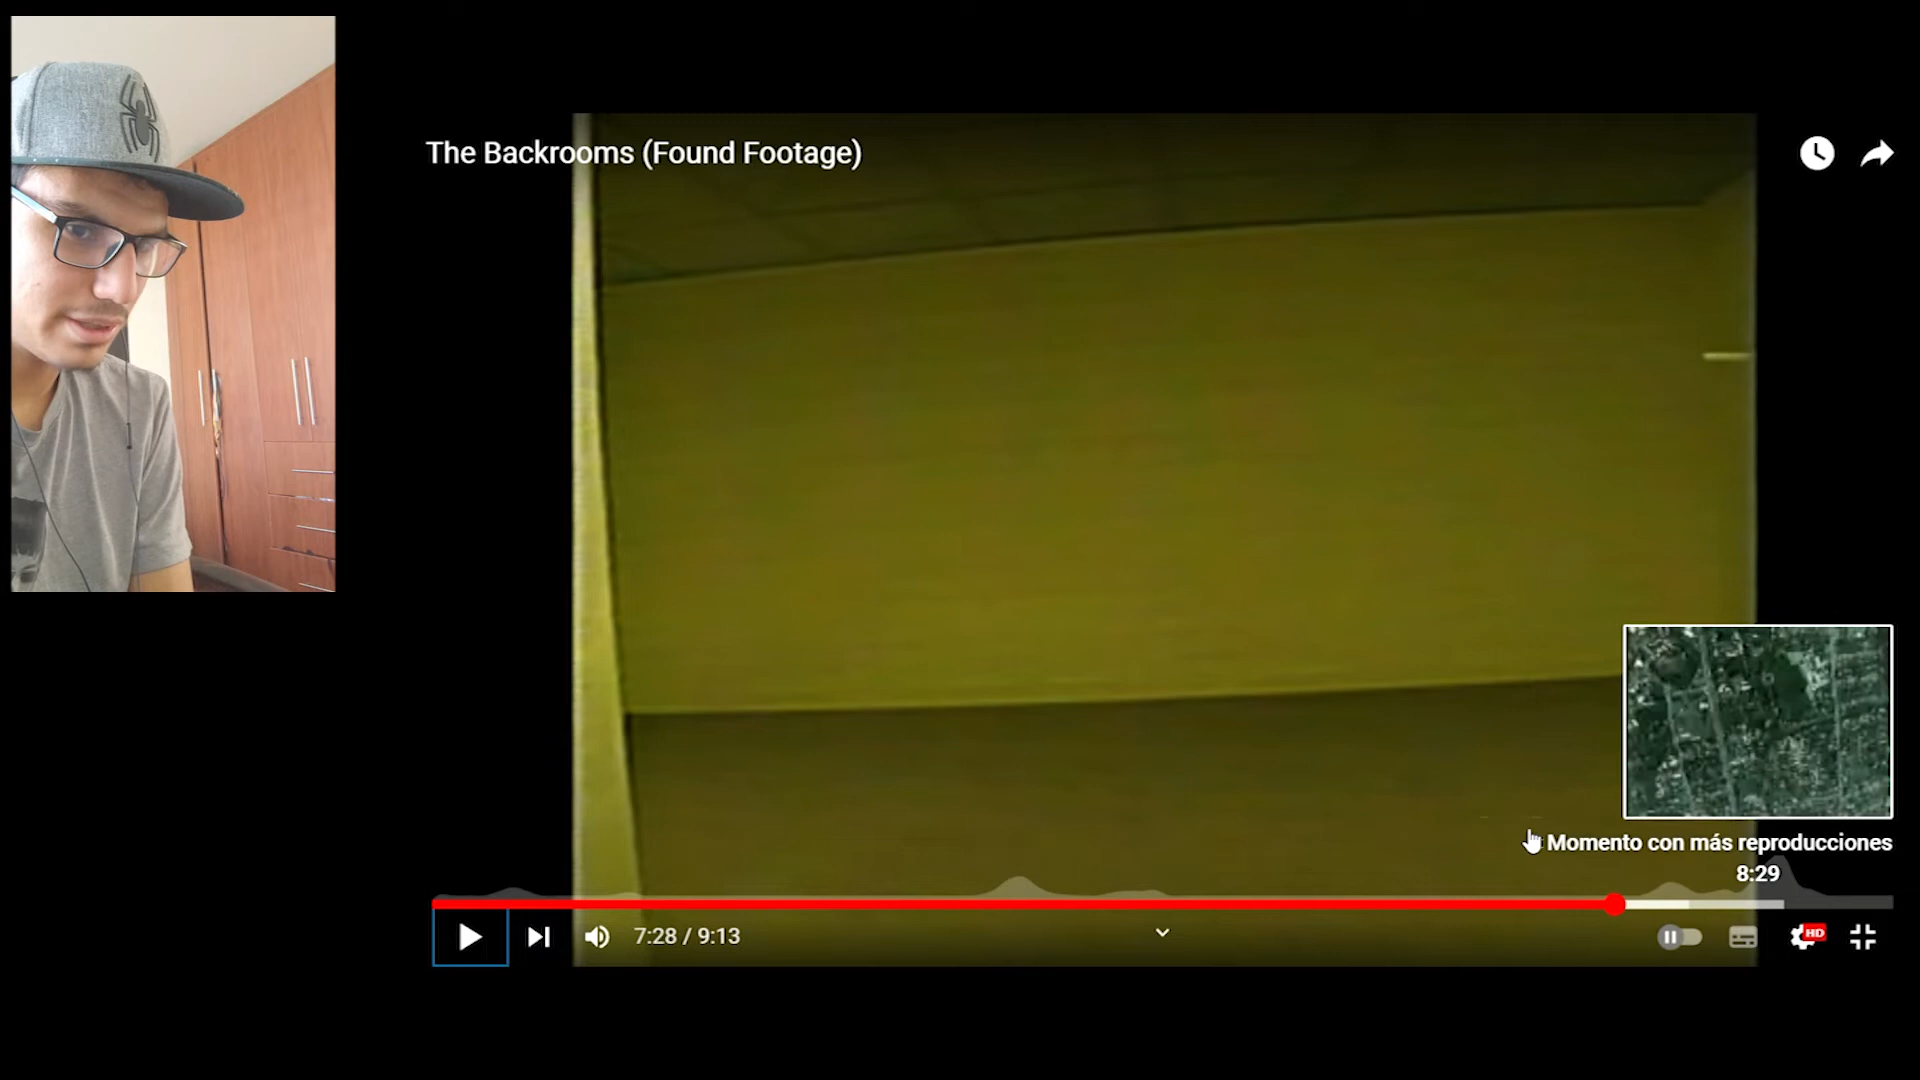 The Backrooms (Found Footage)
Momento con más reproducciones
8:29
7:28 / 9:13
HD